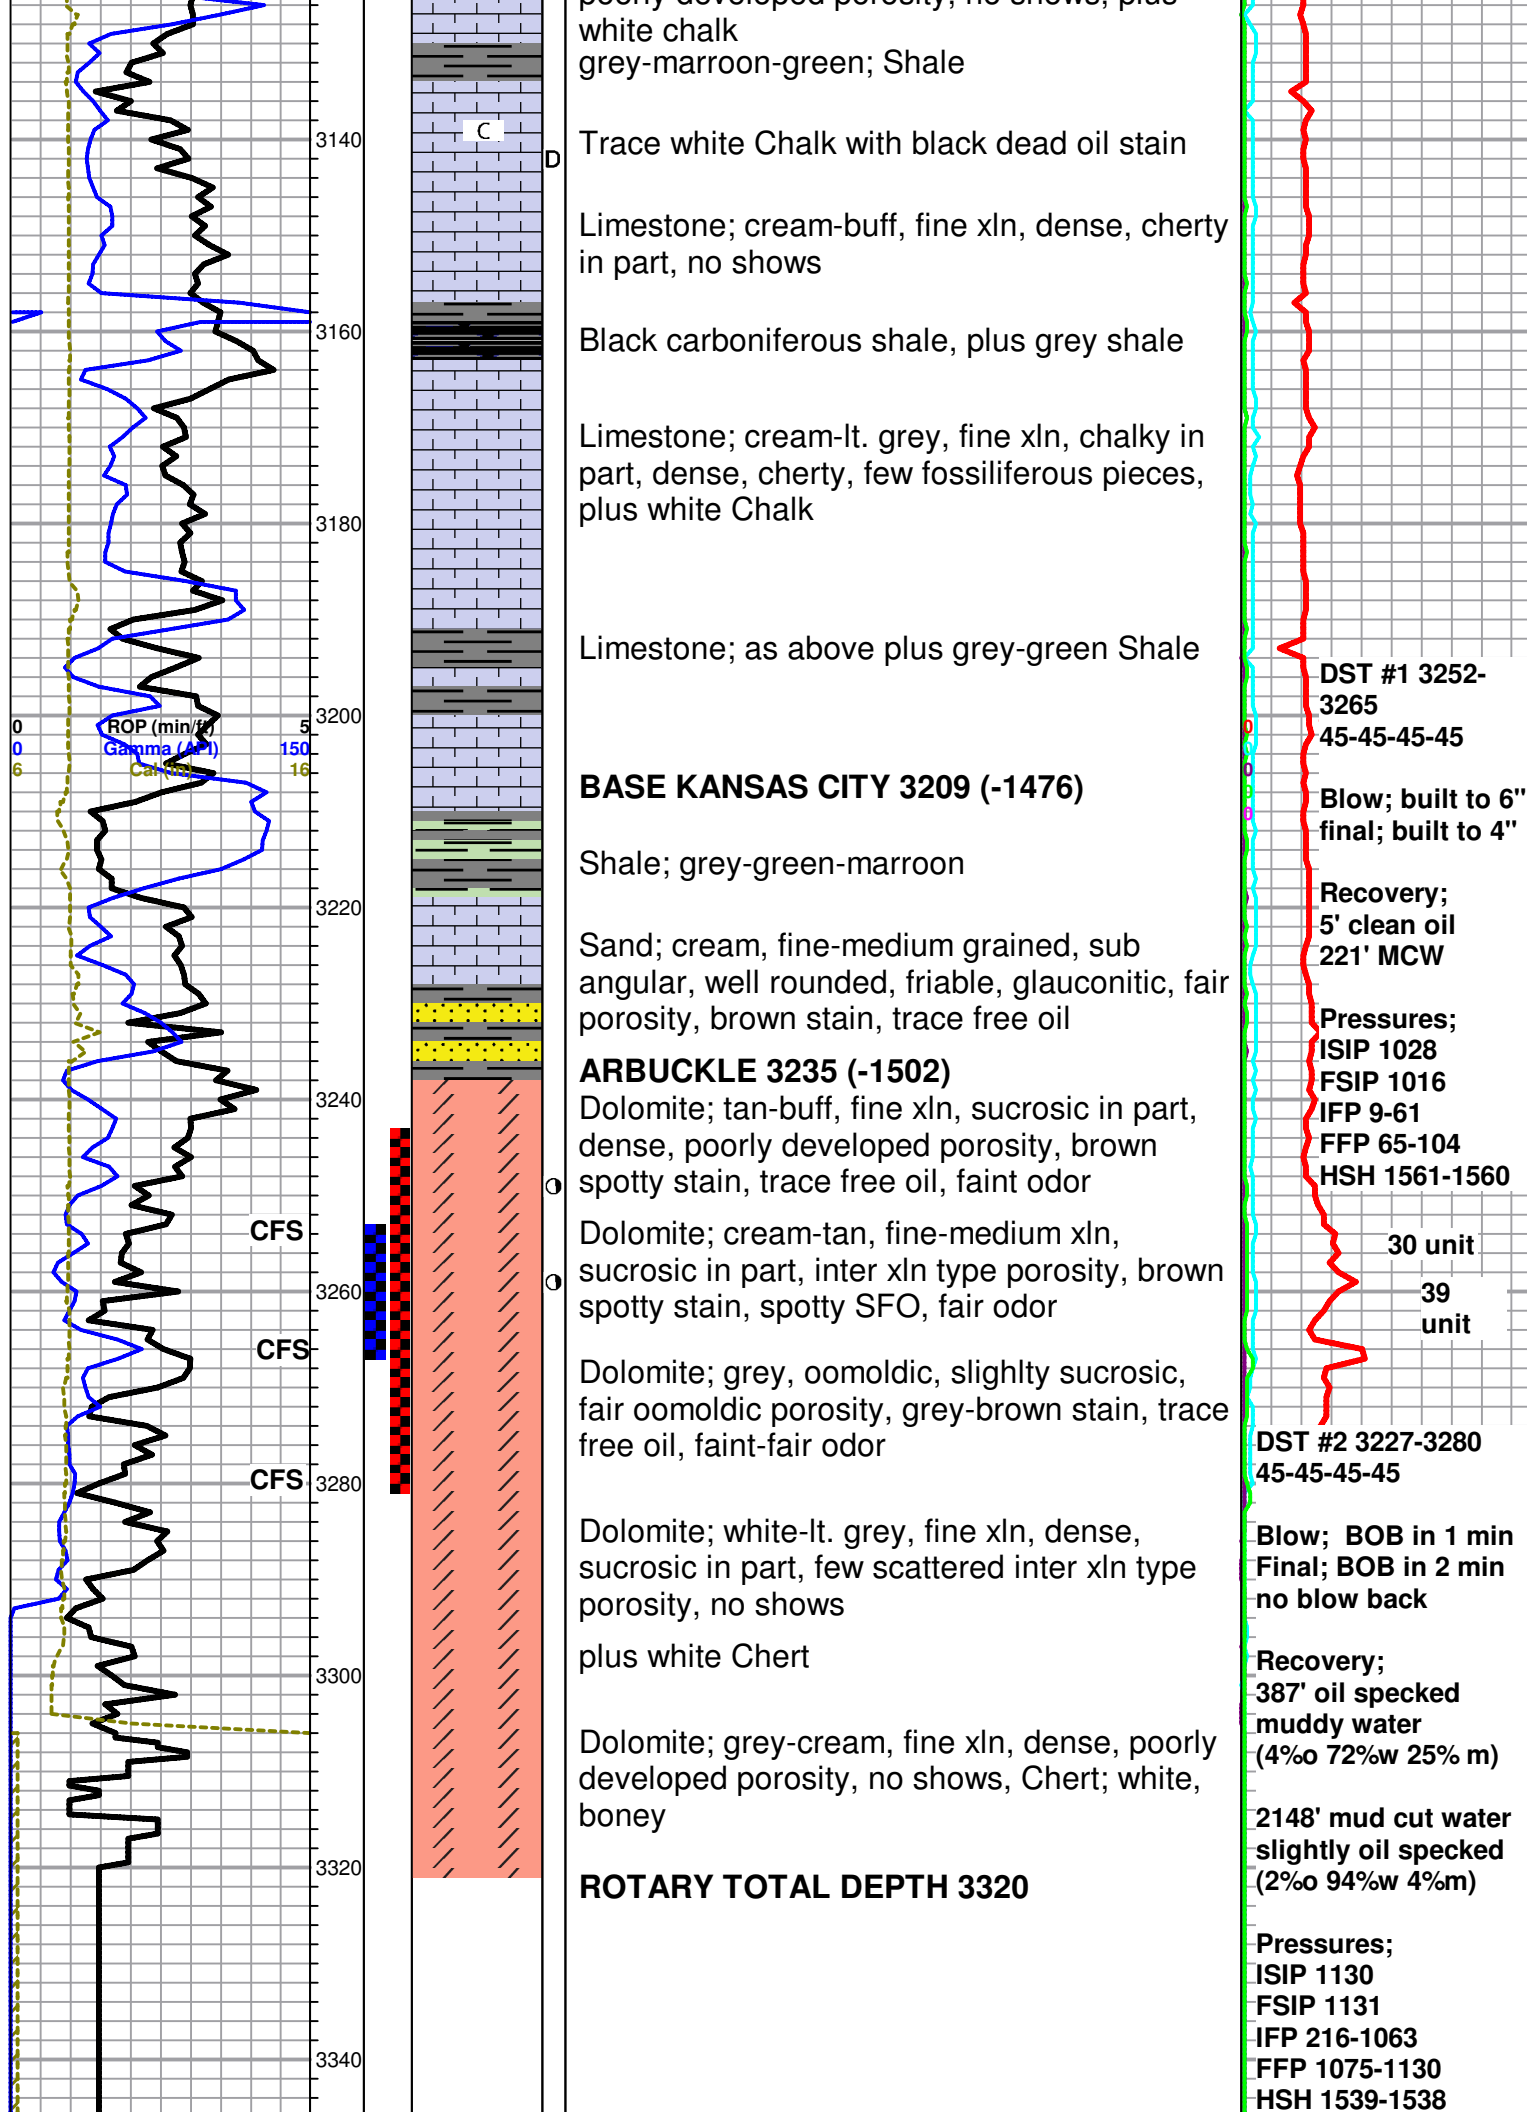 poorly developed porosity, no shows, plus
white chalk
grey-marroon-green; Shale
C
3140
D
Trace white Chalk with black dead oil stain
Limestone; cream-buff, fine xln, dense, cherty
in part, no shows
3160
Black carboniferous shale, plus grey shale
Limestone; cream-lt. grey, fine xln, chalky in
part, dense, cherty, few fossiliferous pieces,
plus white Chalk
3180
Limestone; as above plus grey-green Shale
3200
0 ROP (min/ft) 5
0 Gamma (API) 150
6 Cal (in) 16
BASE KANSAS CITY 3209 (-1476)
Shale; grey-green-marroon
3220
Sand; cream, fine-medium grained, sub
angular, well rounded, friable, glauconitic, fair
porosity, brown stain, trace free oil
ARBUCKLE 3235 (-1502)
3240
Dolomite; tan-buff, fine xln, sucrosic in part,
dense, poorly developed porosity, brown
spotty stain, trace free oil, faint odor
CFS
Dolomite; cream-tan, fine-medium xln,
sucrosic in part, inter xln type porosity, brown
spotty stain, spotty SFO, fair odor
3260
CFS
Dolomite; grey, oomoldic, slighlty sucrosic,
fair oomoldic porosity, grey-brown stain, trace
free oil, faint-fair odor
CFS
3280
Dolomite; white-lt. grey, fine xln, dense,
sucrosic in part, few scattered inter xln type
porosity, no shows
plus white Chert
3300
Dolomite; grey-cream, fine xln, dense, poorly
developed porosity, no shows, Chert; white,
boney
3320
ROTARY TOTAL DEPTH 3320
3340
0
0
0
0
0
DST #1 3252-
3265
45-45-45-45
Blow; built to 6"
final; built to 4"
Recovery;
5' clean oil
221' MCW
Pressures;
ISIP 1028
FSIP 1016
IFP 9-61
FFP 65-104
HSH 1561-1560
30 unit
39
unit
DST #2 3227-3280
45-45-45-45
Blow; BOB in 1 min
Final; BOB in 2 min
no blow back
Recovery;
387' oil specked
muddy water
(4%o 72%w 25% m)
2148' mud cut water
slightly oil specked
(2%o 94%w 4%m)
Pressures;
ISIP 1130
FSIP 1131
IFP 216-1063
FFP 1075-1130
HSH 1539-1538